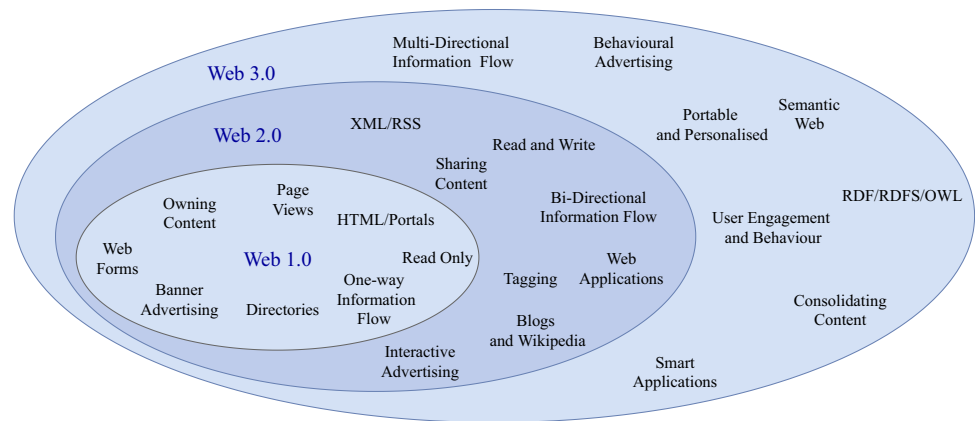 Multi-Directional
Information Flow
Behavioural
Advertising
Web 3.0
Portable
and Personalised
Semantic
Web
RDF/RDFS/OWL
User Engagement
and Behaviour
Consolidating
Content
Smart
Applications
Web 2.0
XML/RSS
Read and Write
Sharing
Content
Bi-Directional
Information Flow
Web
Applications
Tagging
Blogs
and Wikipedia
Interactive
Advertising
Page
Views
Owning
Content
HTML/Portals
Web
Forms
Web 1.0
Read Only
Banner
Advertising
Directories
One-way
Information
Flow